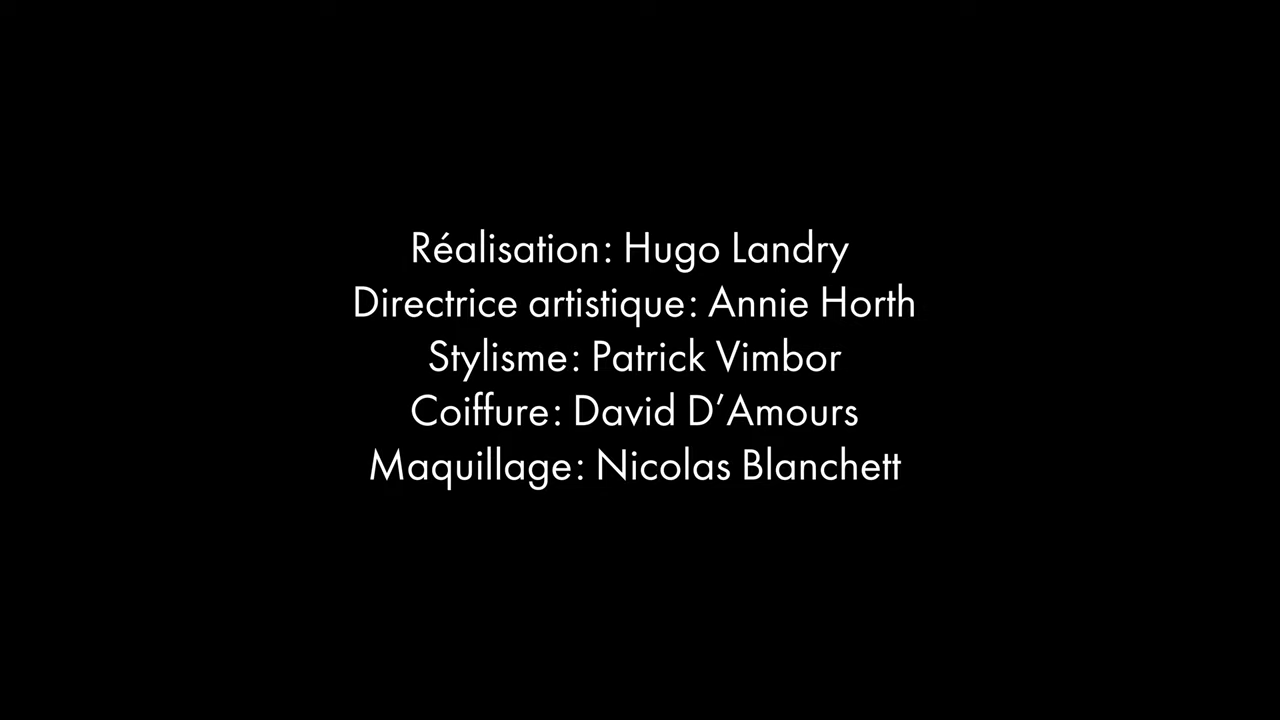 Réalisation: Hugo Landry
Directrice artistique: Annie Horth
Stylisme: Patrick Vimbor
Coiffure: David D’Amours
Maquillage: Nicolas Blanchett